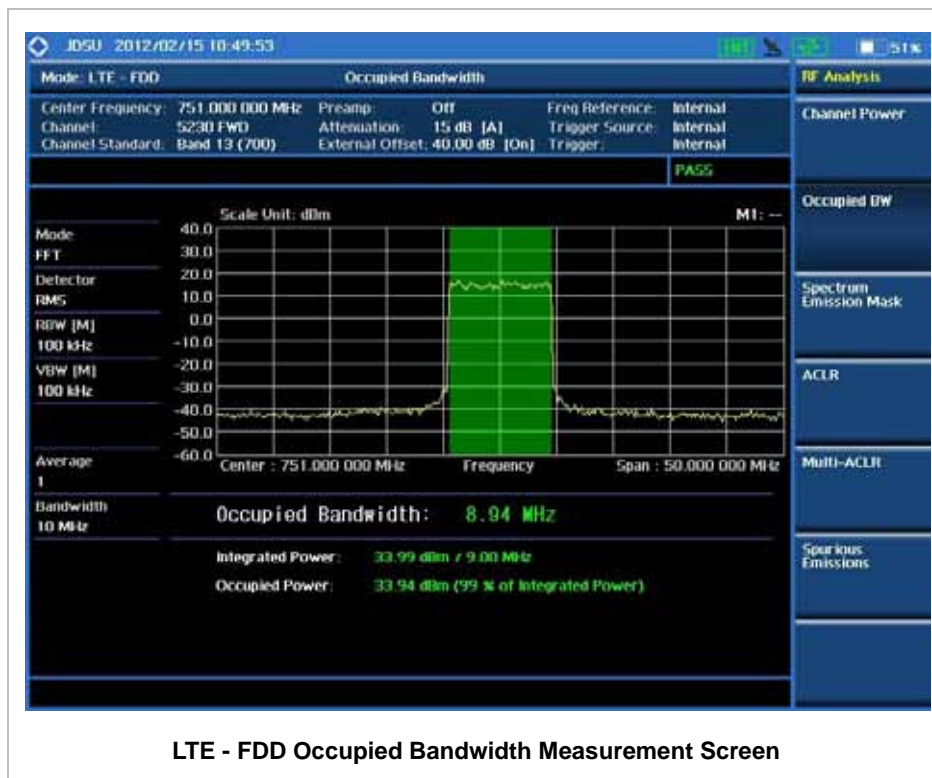 JDSU 2012/02/15 10:49:53
51%
Mode: LTE - FDD Occupied Bandwidth
RF Analysis
Center Frequency: 751.000 000 MHz Preamp: Off Freq Reference: Internal
Channel: 5230 FWD Attenuation: 15 dB [A] Trigger Source: Internal
Channel Standard: Band 13 (700) External Offset: 40.00 dB [On] Trigger: Internal
PASS
Channel Power
Occupied BW
Spectrum
Emission Mask
ACLR
Multi-ACLR
Spurious
Emissions
Scale Unit: dBm M1: --
Mode
FFT
Detector
RMS
RBW [M]
100 kHz
VBW [M]
100 kHz
Average
1
Bandwidth
10 MHz
40.0
30.0
20.0
10.0
0.0
-10.0
-20.0
-30.0
-40.0
-50.0
-60.0
Center : 751.000 000 MHz Frequency Span : 50.000 000 MHz
Occupied Bandwidth: 8.94 MHz
Integrated Power: 33.99 dBm / 9.00 MHz
Occupied Power: 33.94 dBm (99 % of Integrated Power)
LTE - FDD Occupied Bandwidth Measurement Screen